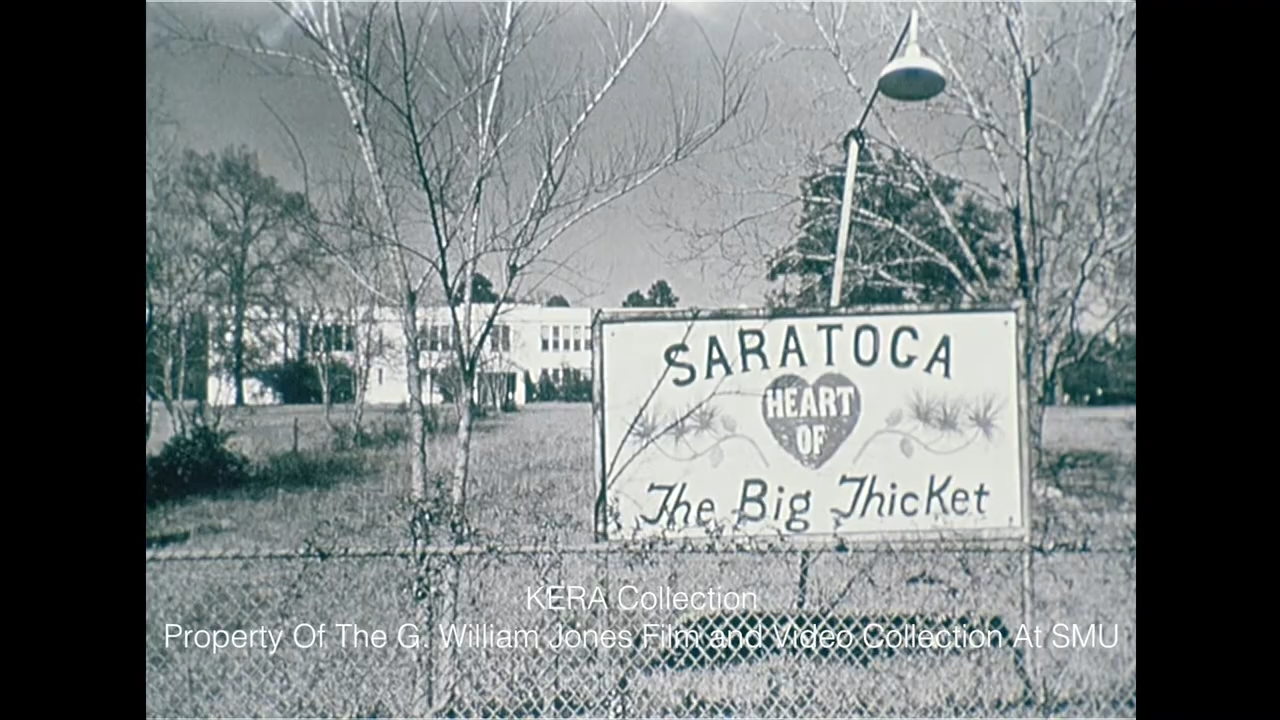 SARATOGA
HEART
OF
The Big Thicket
KERA Collection
Property Of The G. William Jones Film and Video Collection At SMU